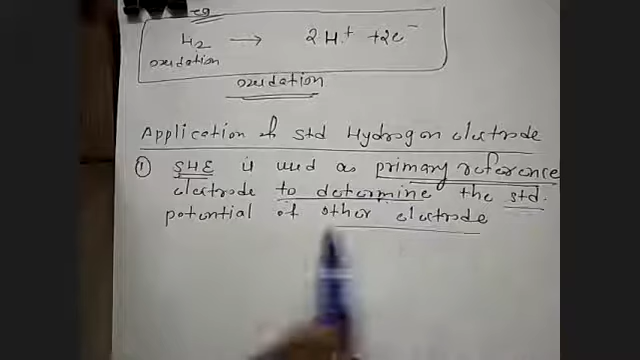 eg
H₂ → 2H⁺ + 2e⁻
oxidation
oxidation
Application of std Hydrogen electrode
① SHE is used as primary reference
electrode to determine the std.
potential of other electrode